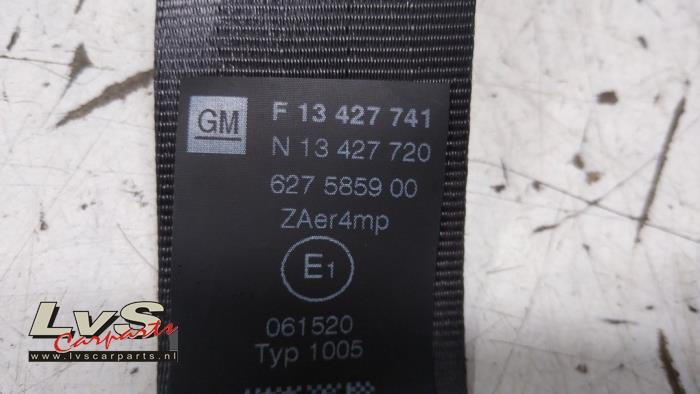 GM
F 13 427 741
N 13 427 720
627 5859 00
ZAer4mp
E1
061520
Typ 1005
LvS
Carparts
www.lvscarparts.nl